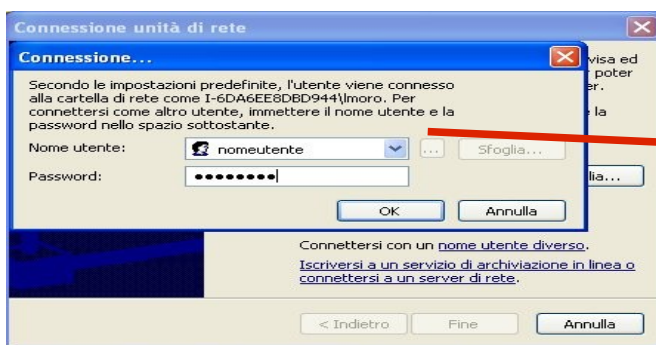 Connessione unità di rete
Connessione...
Secondo le impostazioni predefinite, l'utente viene connesso
alla cartella di rete come I-6DA6EE8DBD944\lmoro. Per
connettersi come altro utente, immettere il nome utente e la
password nello spazio sottostante.
Nome utente:
nomeutente
...
Sfoglia...
Password:
OK
Annulla
visa ed
poter
er.
la
lia...
Connettersi con un nome utente diverso.
Iscriversi a un servizio di archiviazione in linea o
connettersi a un server di rete.
< Indietro
Fine
Annulla